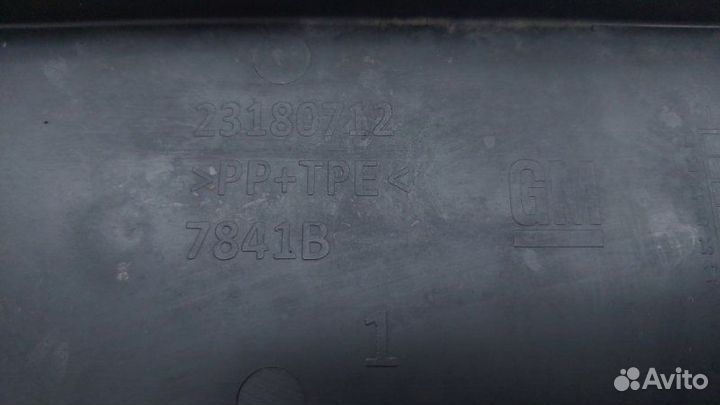 23180712
>PP+TPE<
GM
7841B
1
Avito